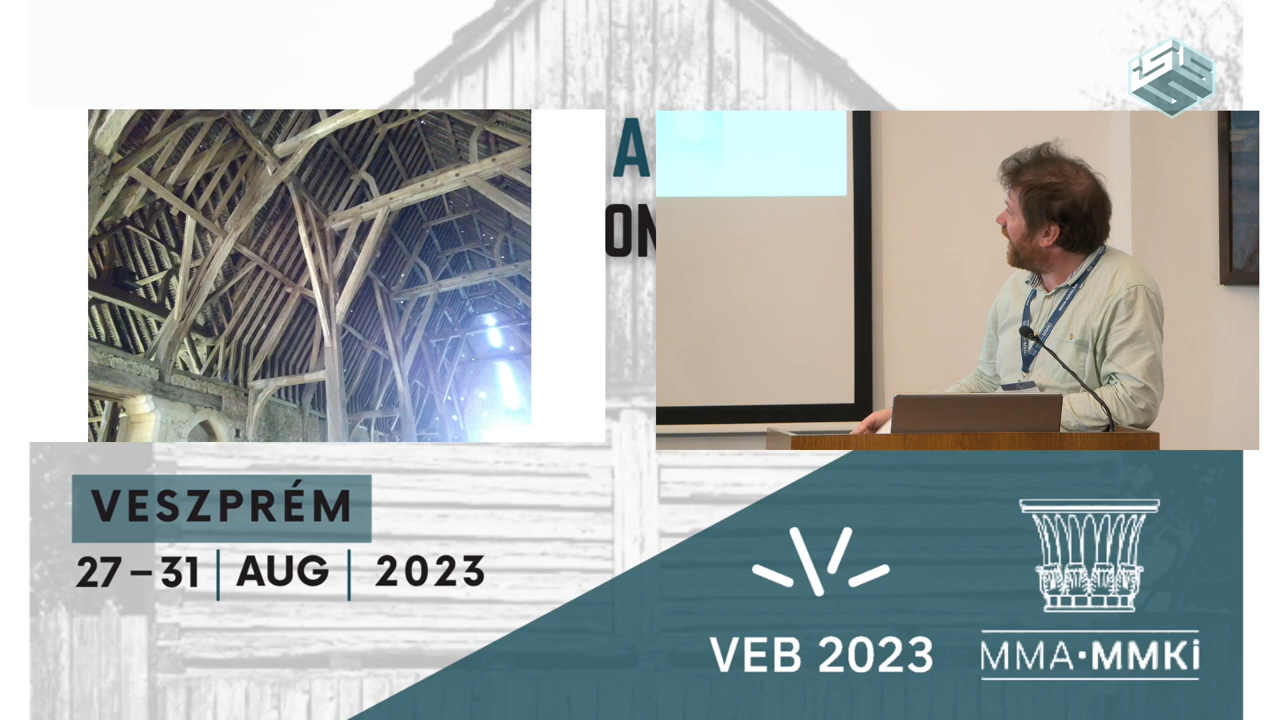 A
ON
VESZPRÉM
27–31 | AUG | 2023
VEB 2023
MMA·MMKi